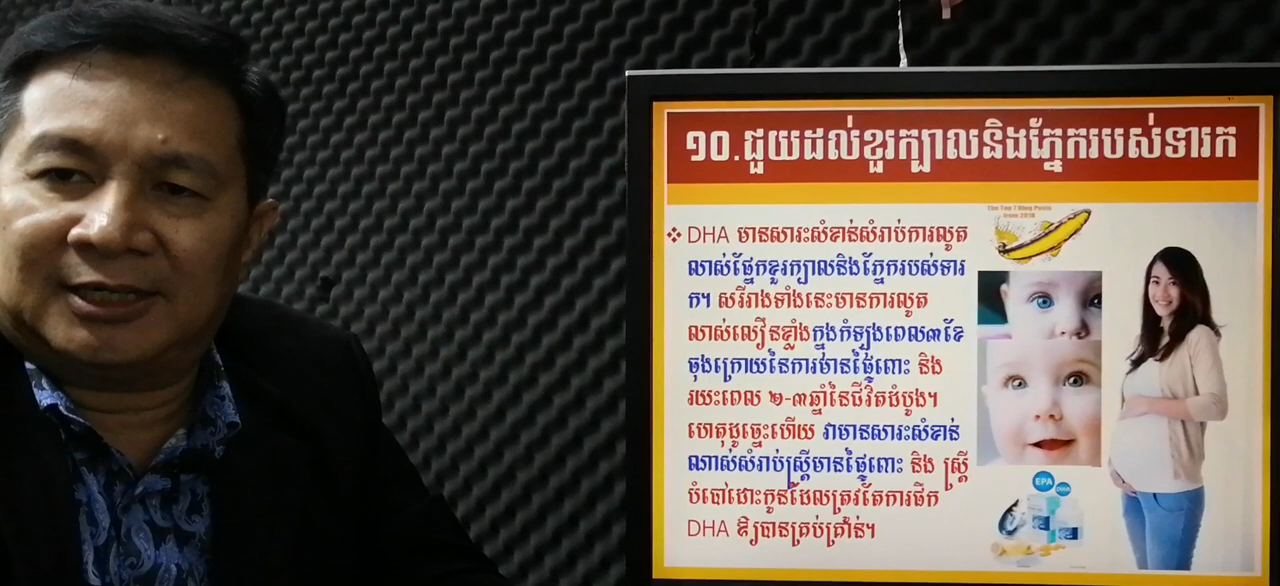 ១០.ជួយដល់ខួរក្បាលនិងភ្នែករបស់ទារក
The Top 7 Blog Posts
from 2018
❖ DHA មានសារះសំខាន់សំរាប់ការលូត
លាស់ផ្នែកខួរក្បាលនិងភ្នែករបស់ទារ
ក។ សរីរាងទាំងនេះមានការលូត
លាស់លឿនខ្លាំងក្នុងកំឡុងពេល៣ខែ
ចុងក្រោយនៃការមានផ្ទៃពោះ និង
រយះពេល ២-៣ឆ្នាំនៃជីវិតដំបូង។
ហេតុដូច្នេះហើយ វាមានសារះសំខាន់
ណាស់សំរាប់ស្ត្រីមានផ្ទៃពោះ និង ស្ត្រី
បំបៅដោះកូនដែលត្រូវតែការផឹក
DHA ឱ្យបានគ្រប់គ្រាន់។
EPA
DHA